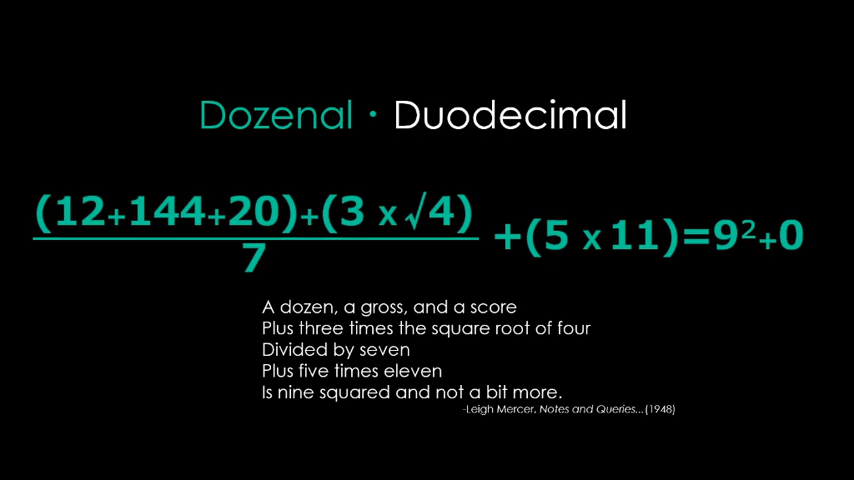 Dozenal · Duodecimal
(12+144+20)+(3 x √4)
7
+(5 x 11)=9²+0
A dozen, a gross, and a score
Plus three times the square root of four
Divided by seven
Plus five times eleven
Is nine squared and not a bit more.
-Leigh Mercer, Notes and Queries...(1948)